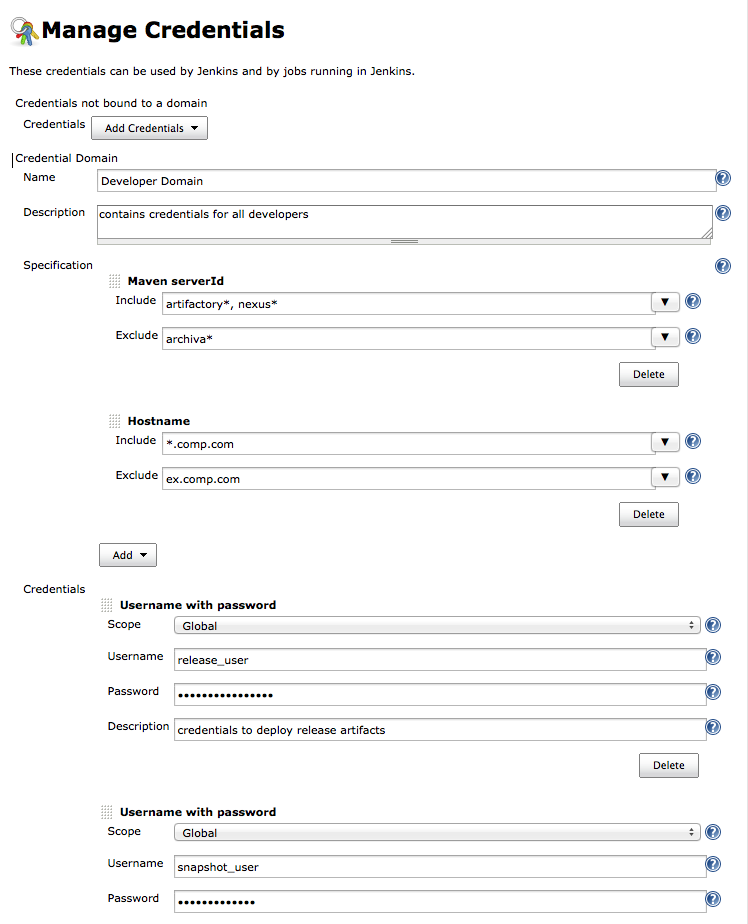 Manage Credentials
These credentials can be used by Jenkins and by jobs running in Jenkins.
Credentials not bound to a domain
Credentials Add Credentials ▼
Credential Domain
Name Developer Domain ?
Description contains credentials for all developers ?
Specification ?
Maven serverId
Include artifactory*, nexus* ▼ ?
Exclude archiva* ▼ ?
Delete
Hostname
Include *.comp.com ▼ ?
Exclude ex.comp.com ▼ ?
Delete
Add ▼
Credentials
Username with password
Scope Global ?
Username release_user ?
Password •••••••••••••••• ?
Description credentials to deploy release artifacts ?
Delete
Username with password
Scope Global ?
Username snapshot_user ?
Password ••••••••••••• ?